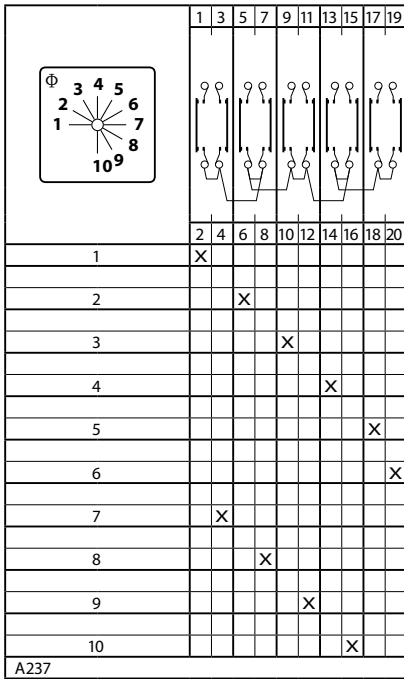 1 3 5 7 9 11 13 15 17 19
Φ
3 4 5
2 6
1 7
8
10 9
2 4 6 8 10 12 14 16 18 20
1 X
2 X
3 X
4 X
5 X
6 X
7 X
8 X
9 X
10 X
A237